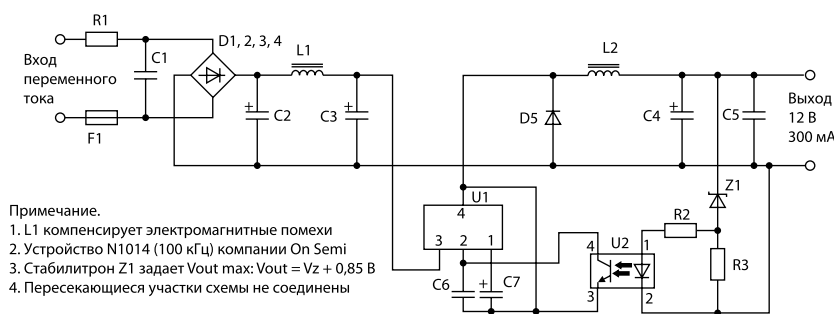 R1
D1, 2, 3, 4
L1
L2
Вход
переменного
тока
C1
F1
+
C2
+
C3
D5
+
C4
C5
Выход
12 В
300 мА
Z1
U1
4
3 2 1
R2
U2
4
1
3
2
R3
C6
+
C7
Примечание.
1. L1 компенсирует электромагнитные помехи
2. Устройство N1014 (100 кГц) компании On Semi
3. Стабилитрон Z1 задает Vout max: Vout = Vz + 0,85 В
4. Пересекающиеся участки схемы не соединены